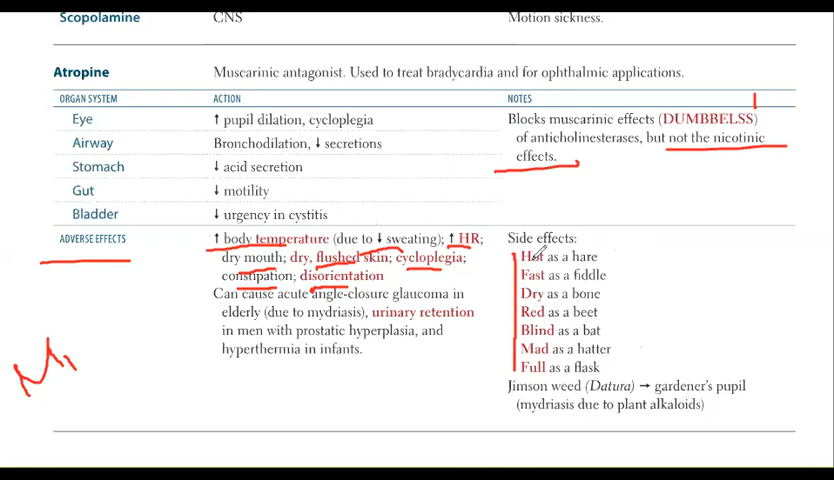 Scopolamine CNS Motion sickness.
Atropine Muscarinic antagonist. Used to treat bradycardia and for ophthalmic applications.
ORGAN SYSTEM ACTION NOTES
Eye ↑ pupil dilation, cycloplegia
Airway Bronchodilation, ↓ secretions
Stomach ↓ acid secretion
Gut ↓ motility
Bladder ↓ urgency in cystitis
Blocks muscarinic effects (DUMBBELSS)
of anticholinesterases, but not the nicotinic
effects.
ADVERSE EFFECTS ↑ body temperature (due to ↓ sweating); ↑ HR;
dry mouth; dry, flushed skin; cycloplegia;
constipation; disorientation
Can cause acute angle-closure glaucoma in
elderly (due to mydriasis), urinary retention
in men with prostatic hyperplasia, and
hyperthermia in infants.
Side effects:
Hot as a hare
Fast as a fiddle
Dry as a bone
Red as a beet
Blind as a bat
Mad as a hatter
Full as a flask
Jimson weed (Datura) → gardener's pupil
(mydriasis due to plant alkaloids)